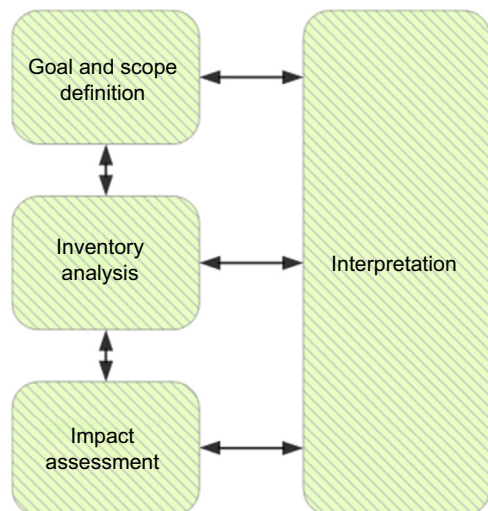 Goal and scope
definition
Inventory
analysis
Interpretation
Impact
assessment